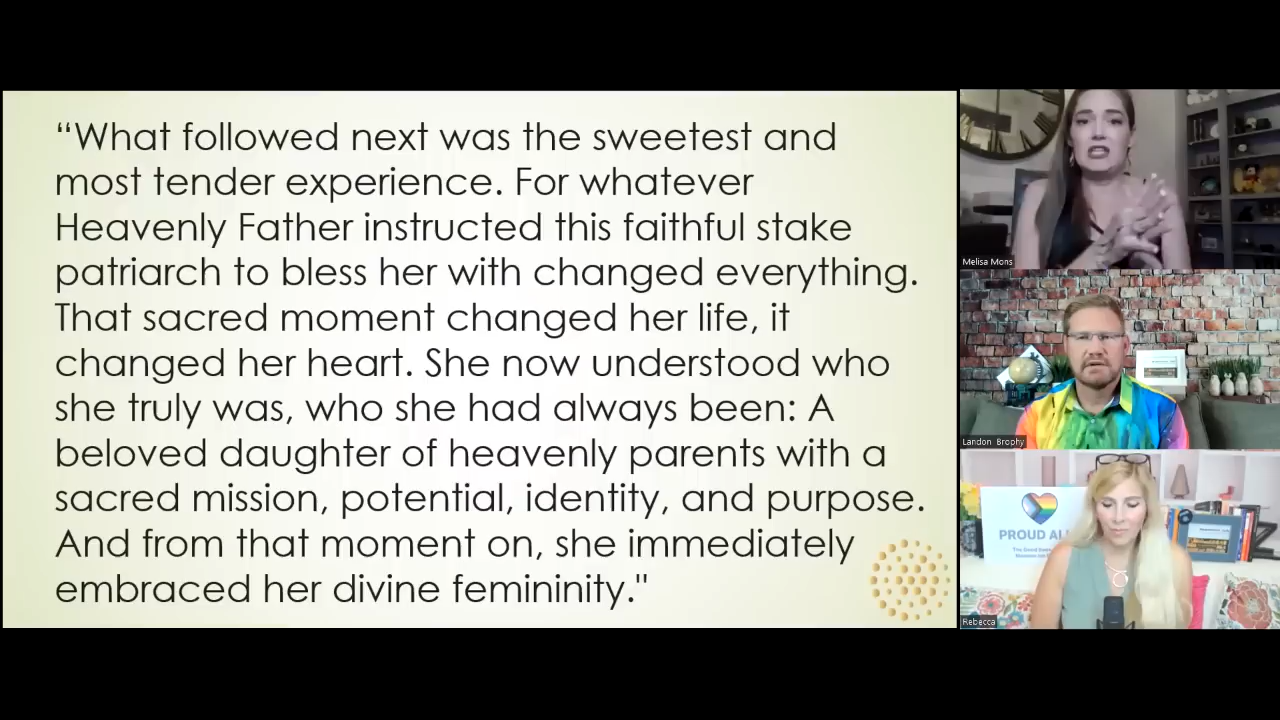 “What followed next was the sweetest and
most tender experience. For whatever
Heavenly Father instructed this faithful stake
patriarch to bless her with changed everything.
That sacred moment changed her life, it
changed her heart. She now understood who
she truly was, who she had always been: A
beloved daughter of heavenly parents with a
sacred mission, potential, identity, and purpose.
And from that moment on, she immediately
embraced her divine femininity."
Melisa Mons
Landon Brophy
PROUD
Rebecca